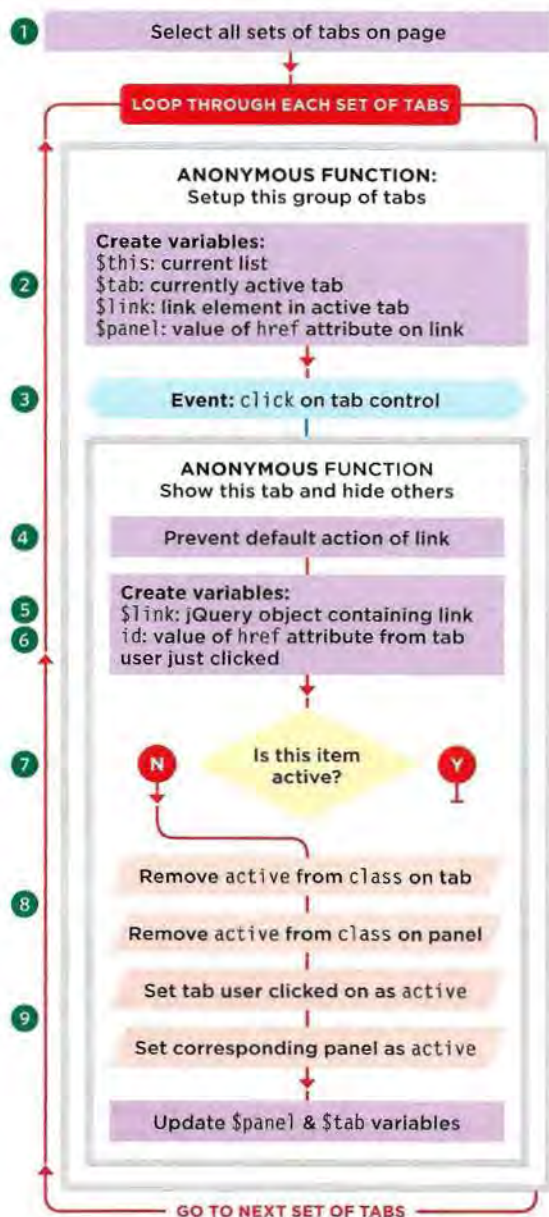 1 Select all sets of tabs on page
LOOP THROUGH EACH SET OF TABS
ANONYMOUS FUNCTION:
Setup this group of tabs
Create variables:
$this: current list
2 $tab: currently active tab
$link: link element in active tab
$panel: value of href attribute on link
3 Event: click on tab control
ANONYMOUS FUNCTION
Show this tab and hide others
4 Prevent default action of link
Create variables:
5 $link: jQuery object containing link
6 id: value of href attribute from tab
user just clicked
7 N Is this item Y
active?
Remove active from class on tab
8
Remove active from class on panel
Set tab user clicked on as active
9
Set corresponding panel as active
Update $panel & $tab variables
GO TO NEXT SET OF TABS